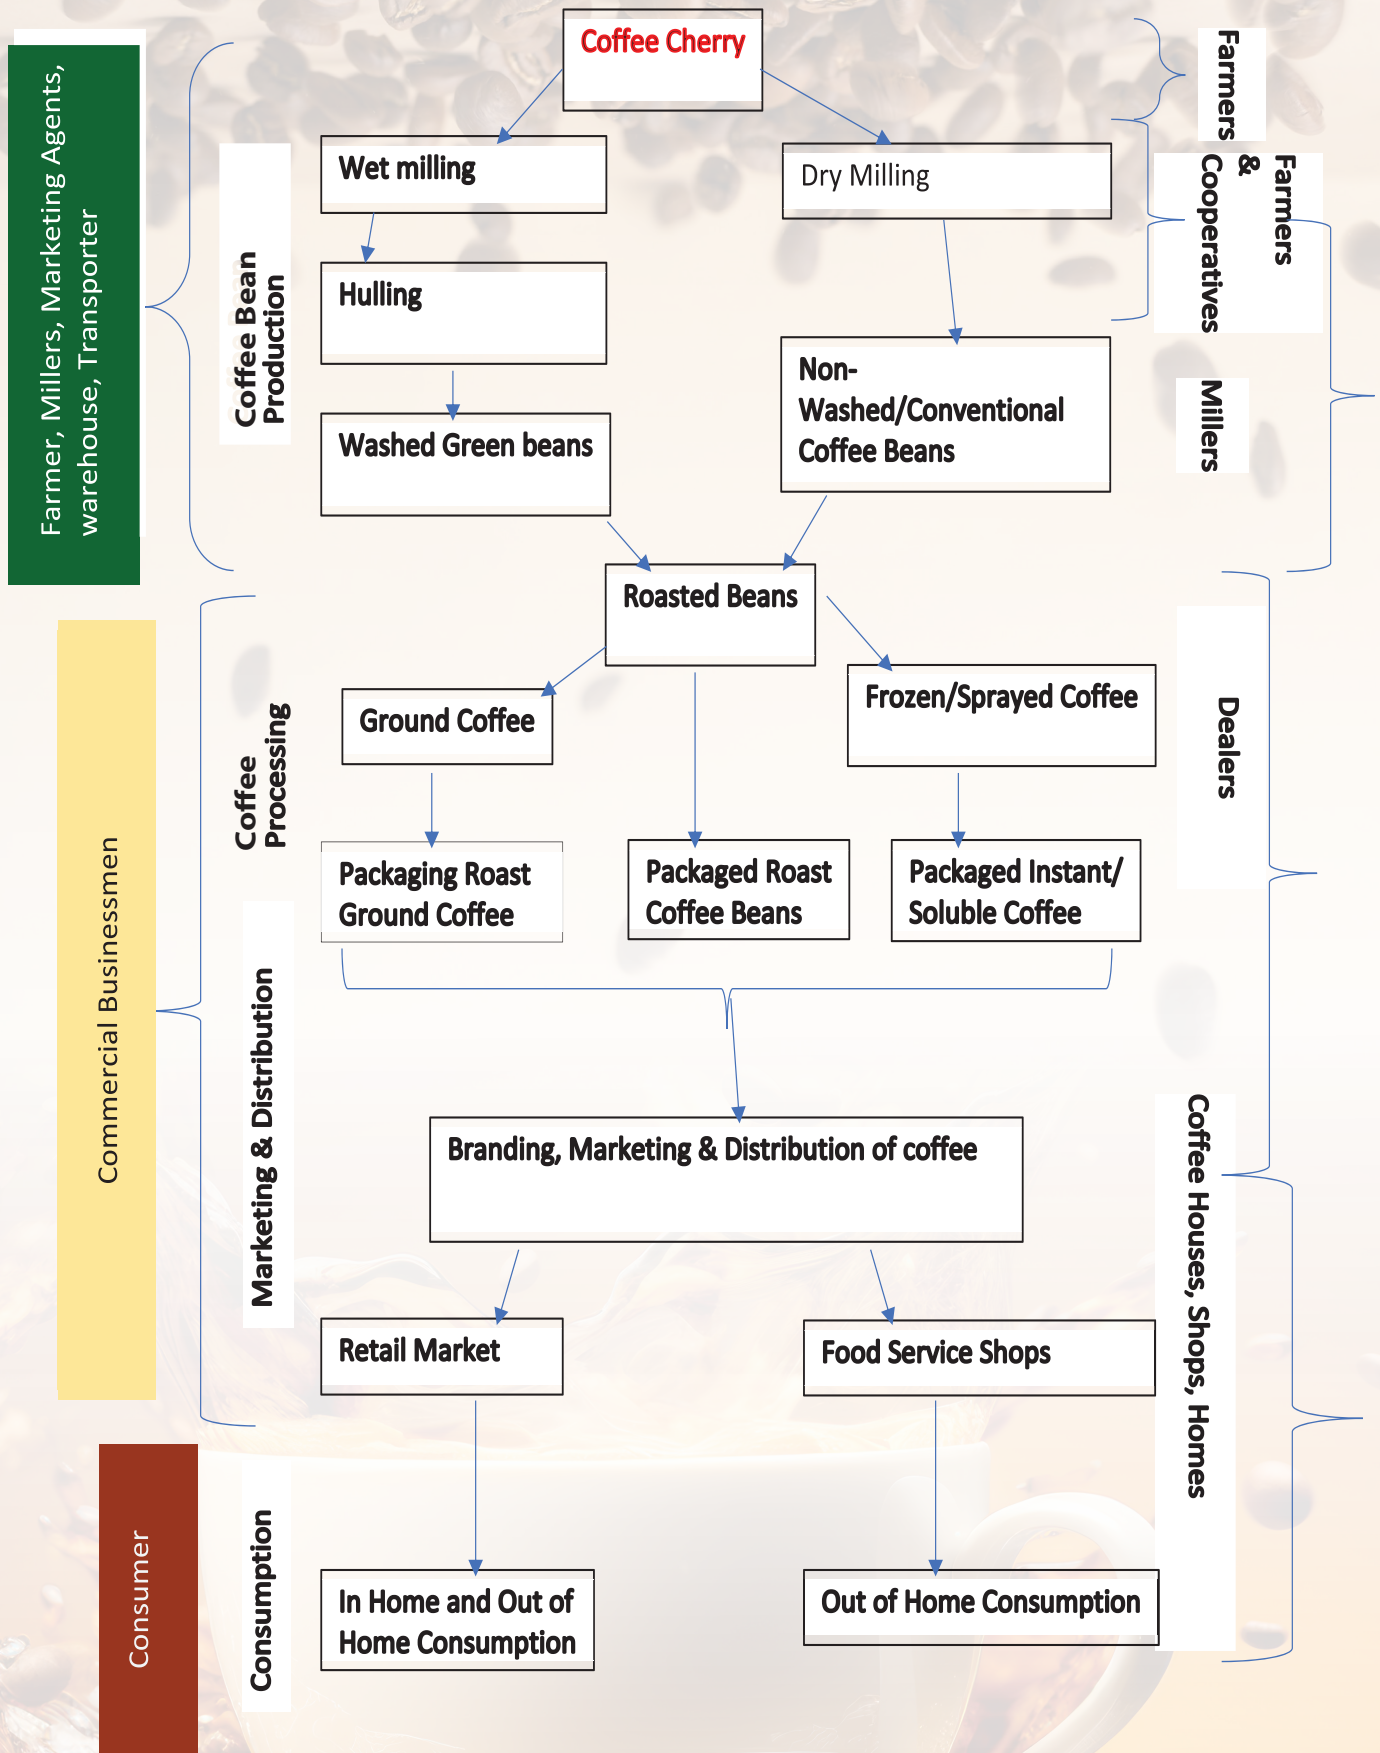 Coffee Cherry
Farmers
Farmer, Millers, Marketing Agents,
warehouse, Transporter
Wet milling
Dry Milling
Farmers
&
Cooperatives
Coffee Bean
Production
Hulling
Non-
Washed/Conventional
Coffee Beans
Millers
Washed Green beans
Roasted Beans
Commercial Businessmen
Coffee
Processing
Ground Coffee
Frozen/Sprayed Coffee
Dealers
Packaging Roast
Ground Coffee
Packaged Roast
Coffee Beans
Packaged Instant/
Soluble Coffee
Marketing & Distribution
Branding, Marketing & Distribution of coffee
Coffee Houses, Shops, Homes
Retail Market
Food Service Shops
Consumer
Consumption
In Home and Out of
Home Consumption
Out of Home Consumption